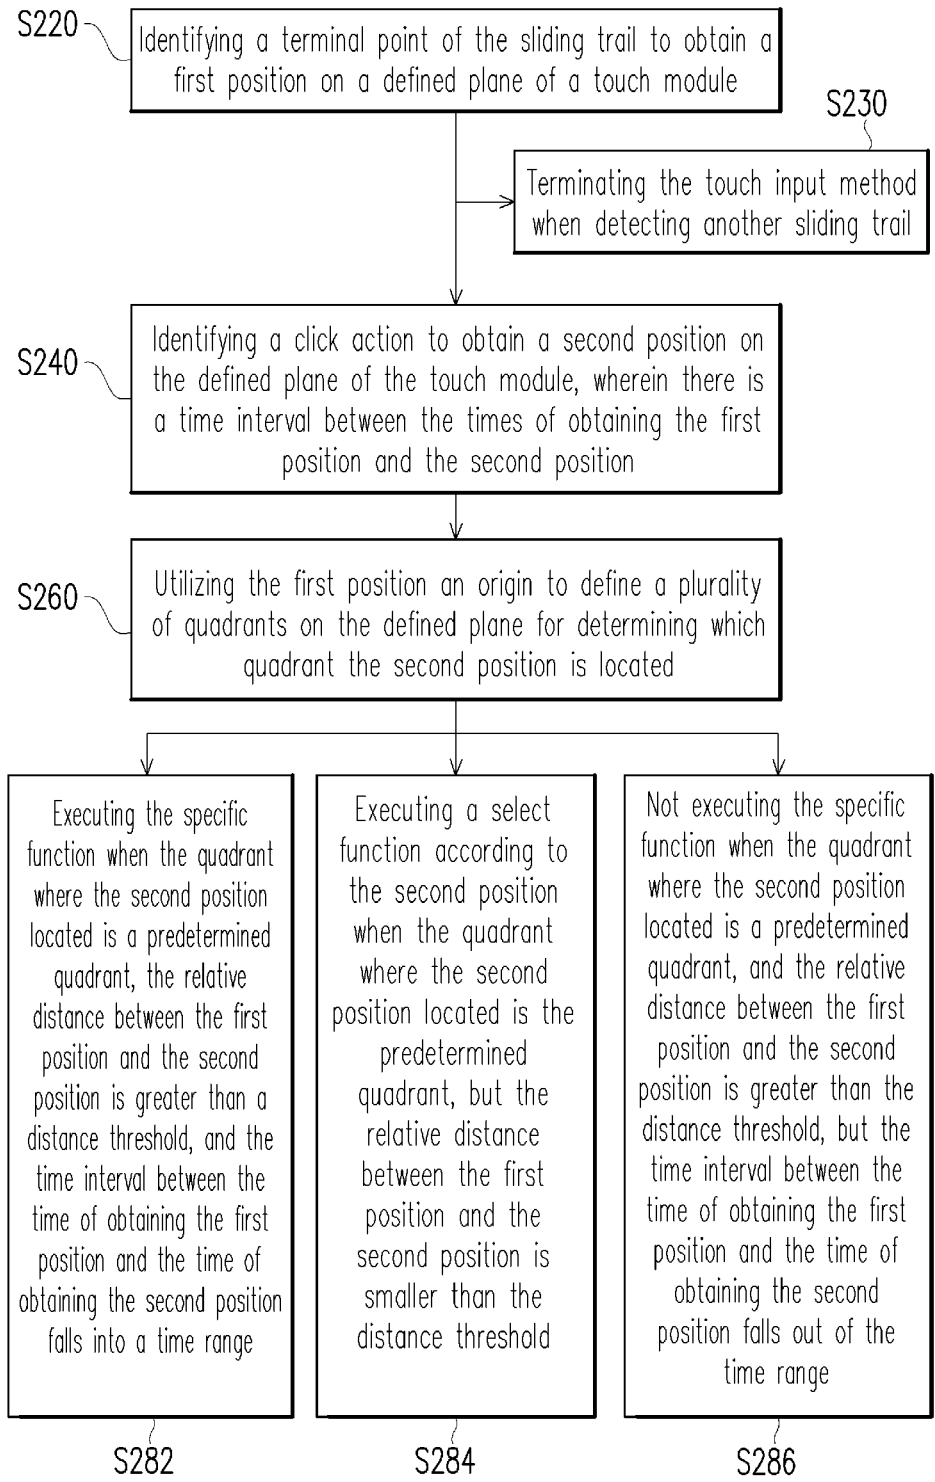 S220
Identifying a terminal point of the sliding trail to obtain a
first position on a defined plane of a touch module
S230
Terminating the touch input method
when detecting another sliding trail
S240
Identifying a click action to obtain a second position on
the defined plane of the touch module, wherein there is
a time interval between the times of obtaining the first
position and the second position
S260
Utilizing the first position an origin to define a plurality
of quadrants on the defined plane for determining which
quadrant the second position is located
Executing the specific
function when the quadrant
where the second position
located is a predetermined
quadrant, the relative
distance between the first
position and the second
position is greater than a
distance threshold, and the
time interval between the
time of obtaining the first
position and the time of
obtaining the second position
falls into a time range
S282
Executing a select
function according to
the second position
when the quadrant
where the second
position located is the
predetermined
quadrant, but the
relative distance
between the first
position and the
second position is
smaller than the
distance threshold
S284
Not executing the specific
function when the quadrant
where the second position
located is a predetermined
quadrant, and the relative
distance between the first
position and the second
position is greater than the
distance threshold, but the
time interval between the
time of obtaining the first
position and the time of
obtaining the second
position falls out of the
time range
S286